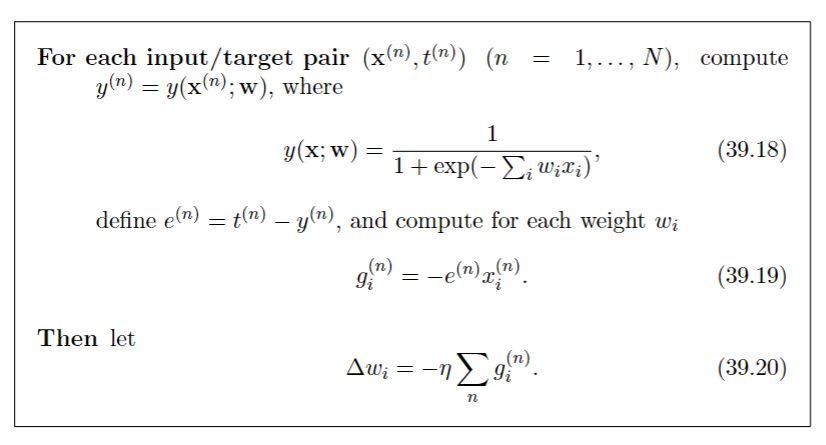 For each input/target pair (x^{(n)}, t^{(n)}) (n = 1, . . . , N), compute
y^{(n)} = y(x^{(n)}; w), where
y(x; w) = \frac{1}{1 + exp(−∑_i w_i x_i)}, (39.18)
define e^{(n)} = t^{(n)} − y^{(n)}, and compute for each weight w_i
g_i^{(n)} = −e^{(n)} x_i^{(n)}. (39.19)
Then let
Δw_i = −η ∑_n g_i^{(n)}. (39.20)